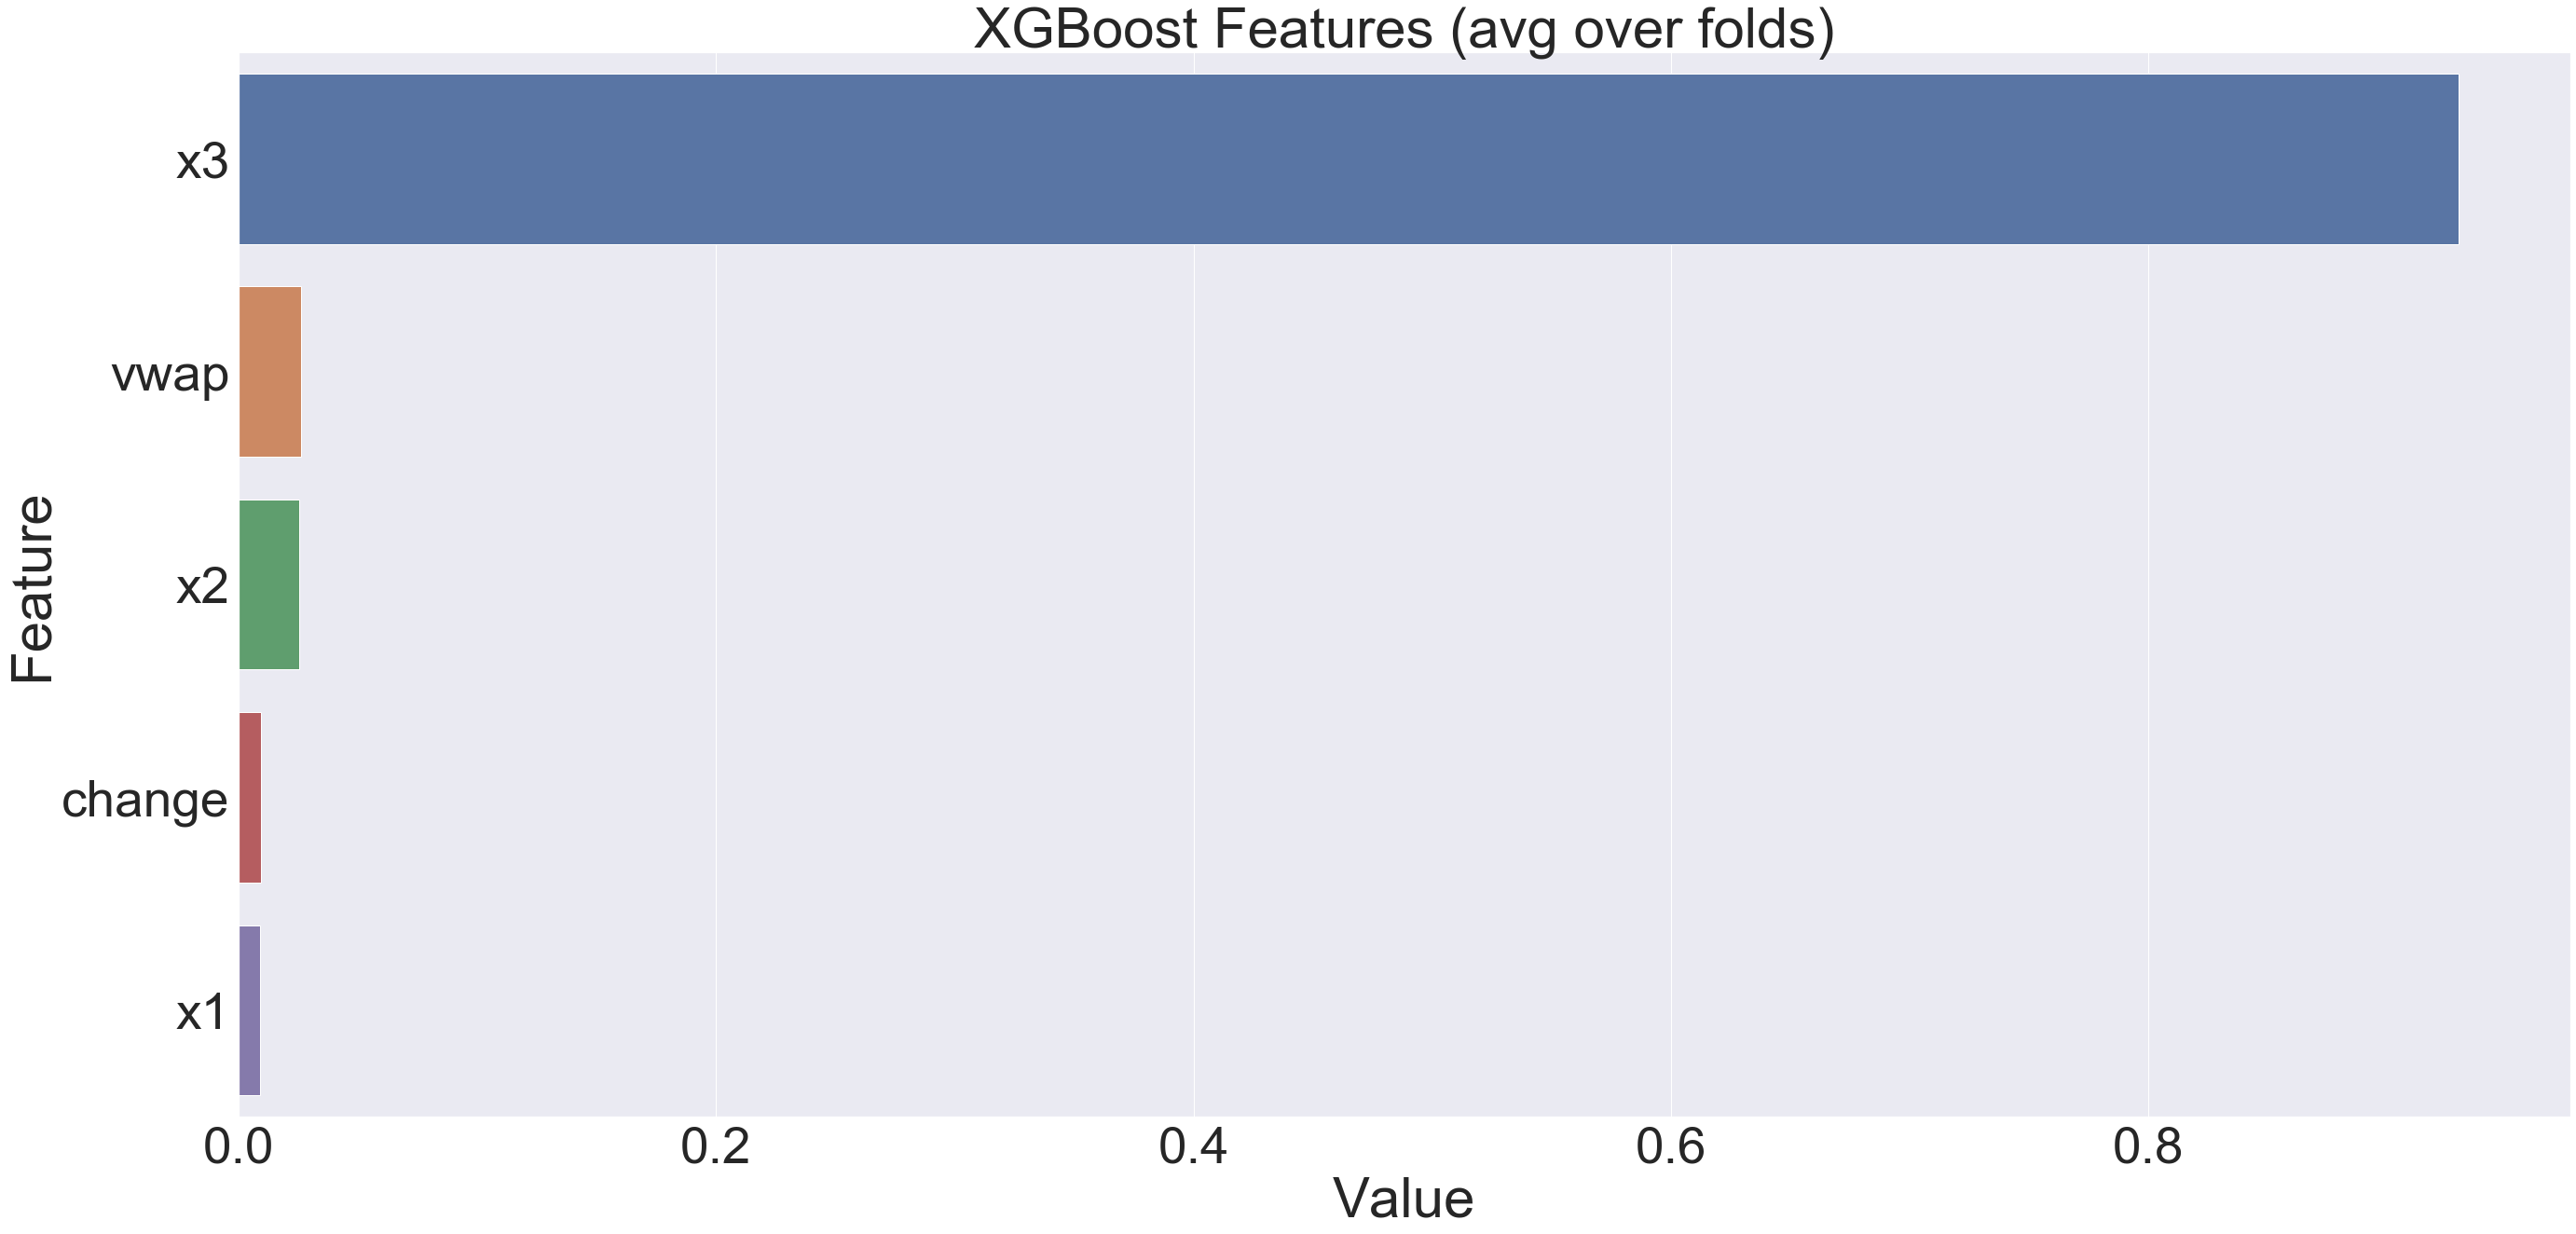 XGBoost Features (avg over folds)
x3
vwap
x2
change
x1
Feature
0.0 0.2 0.4 0.6 0.8
Value